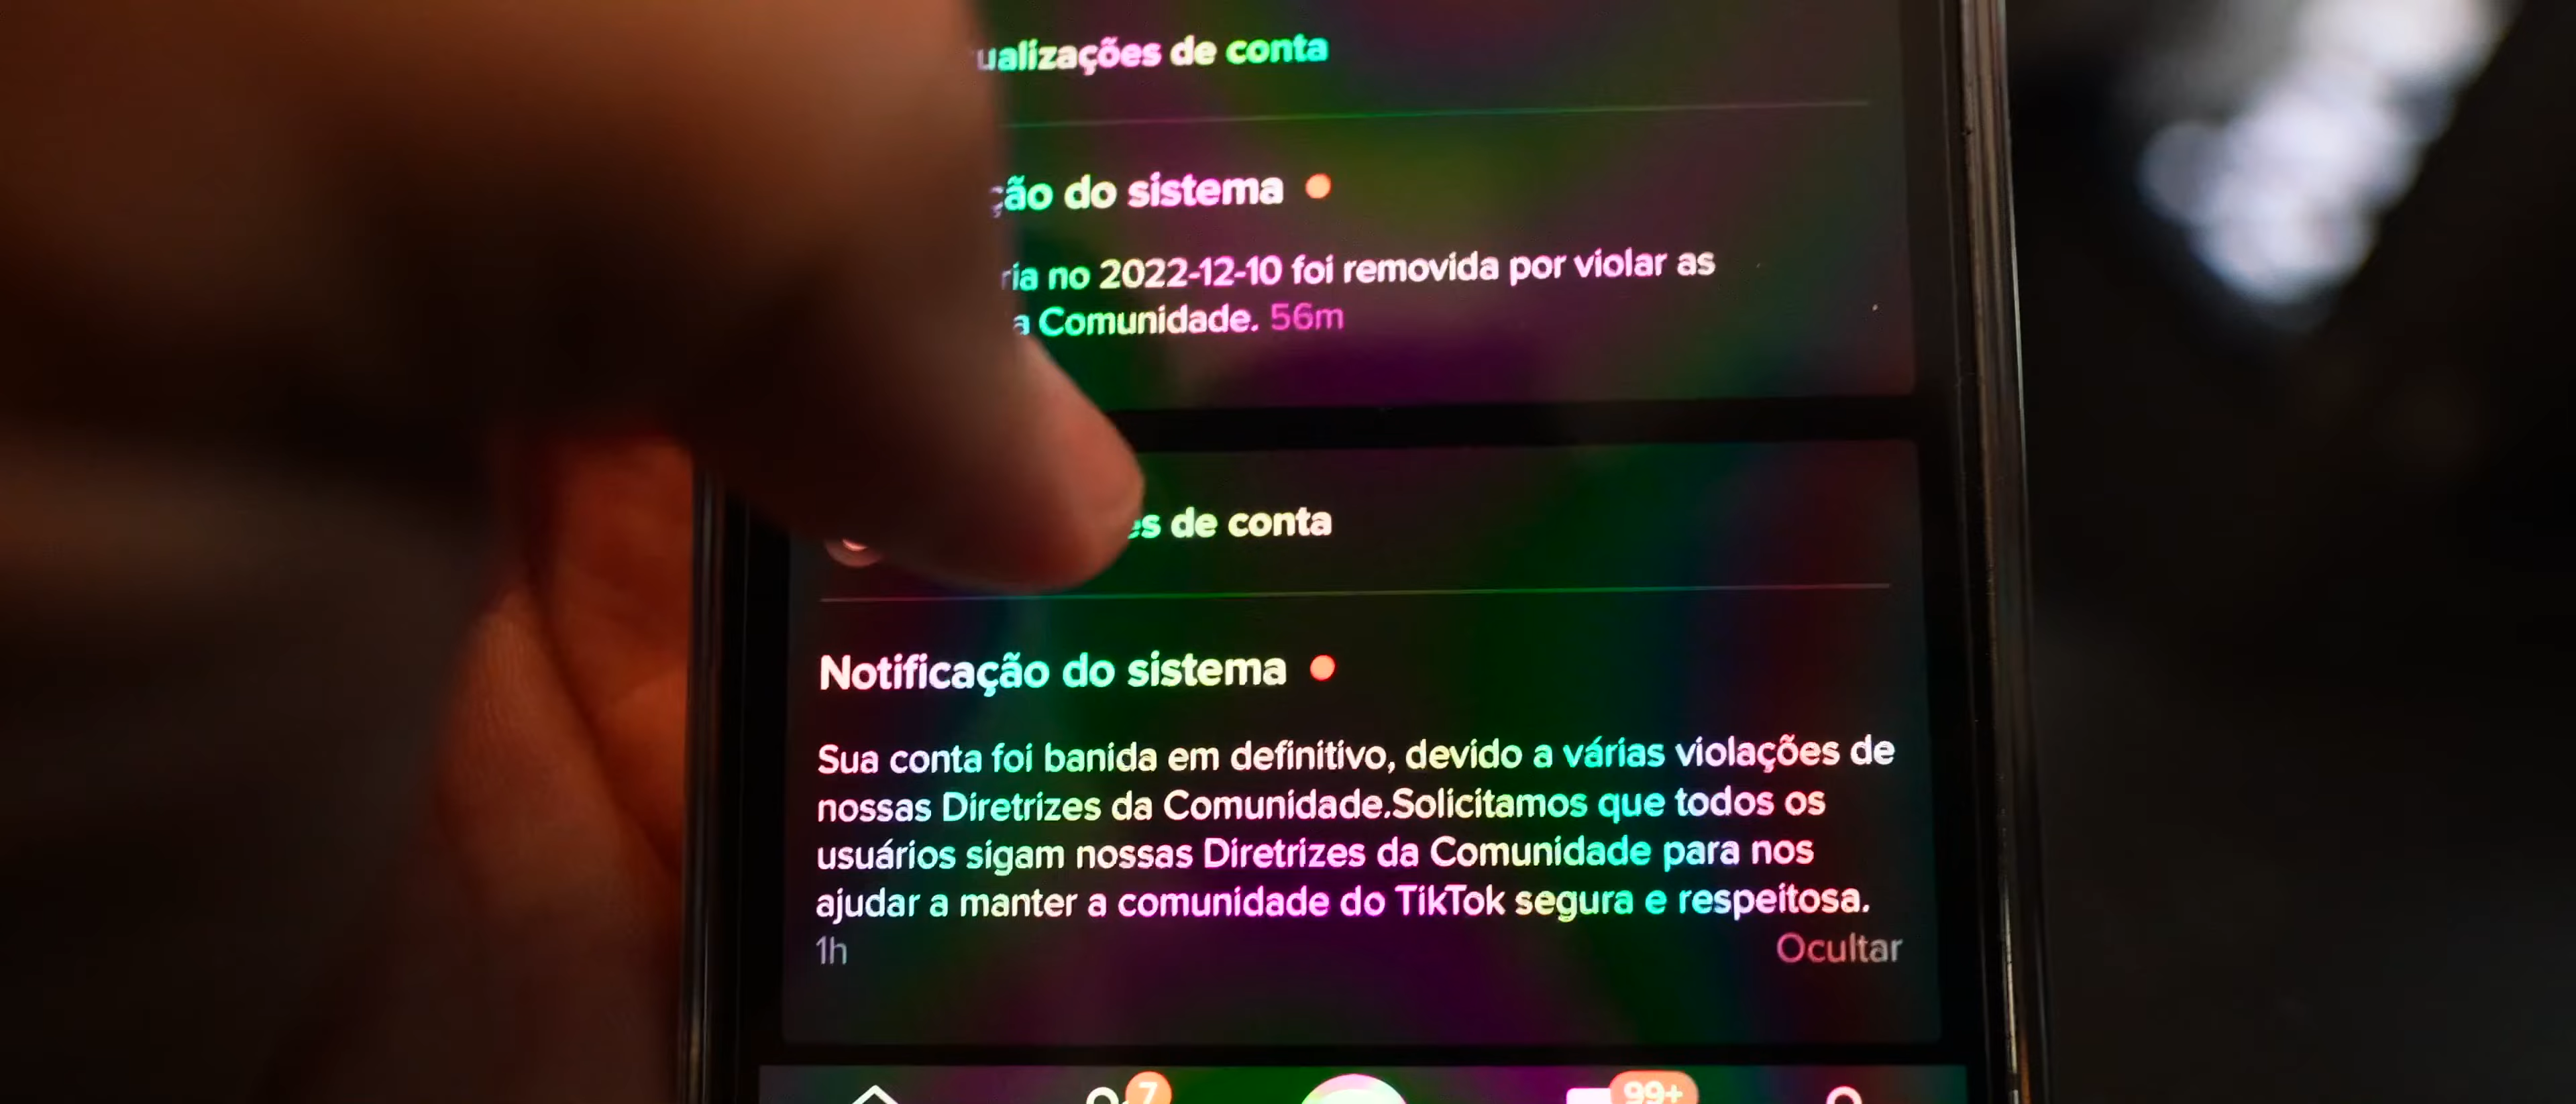 de conta
do sistema
no 2022-12-10 foi removida por violar as
Comunidade. 56m
de conta
Notificação do sistema
Sua conta foi banida em definitivo, devido a várias violações de
nossas Diretrizes da Comunidade.Solicitamos que todos os
usuários sigam nossas Diretrizes da Comunidade para nos
ajudar a manter a comunidade do TikTok segura e respeitosa.
1h
Ocultar
7
99+